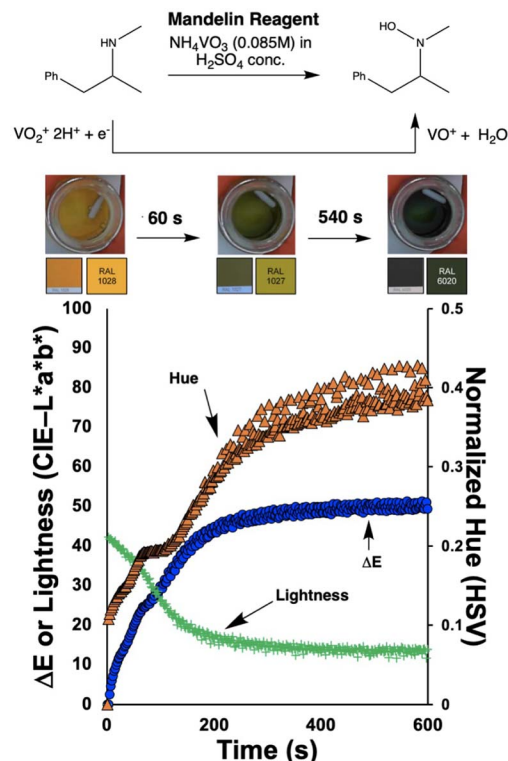 Mandelin Reagent
NH4VO3 (0.085M) in
H2SO4 conc.
HN
Ph
HO
N
Ph
VO2+ 2H+ + e-
VO+ + H2O
60 s
540 s
RAL
1028
RAL
1027
RAL
6020
ΔE or Lightness (CIE–L*a*b*)
100
90
80
70
60
50
40
30
20
10
0
Hue
ΔE
Lightness
0.5
0.4
0.3
0.2
0.1
0
Normalized Hue (HSV)
0
200
400
600
Time (s)